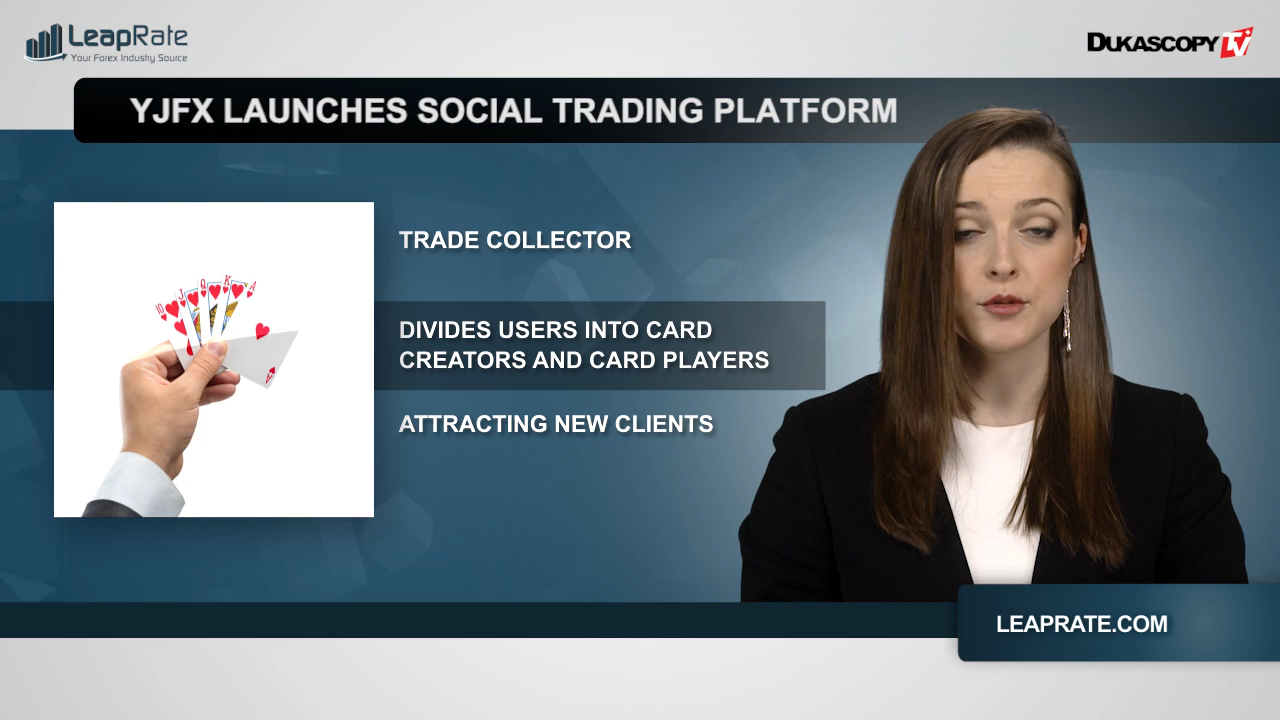 LeapRate
Your Forex Industry Source
DUKASCOPY TV
YJFX LAUNCHES SOCIAL TRADING PLATFORM
TRADE COLLECTOR
10 J Q K A
DIVIDES USERS INTO CARD
CREATORS AND CARD PLAYERS
A
ATTRACTING NEW CLIENTS
LEAPRATE.COM